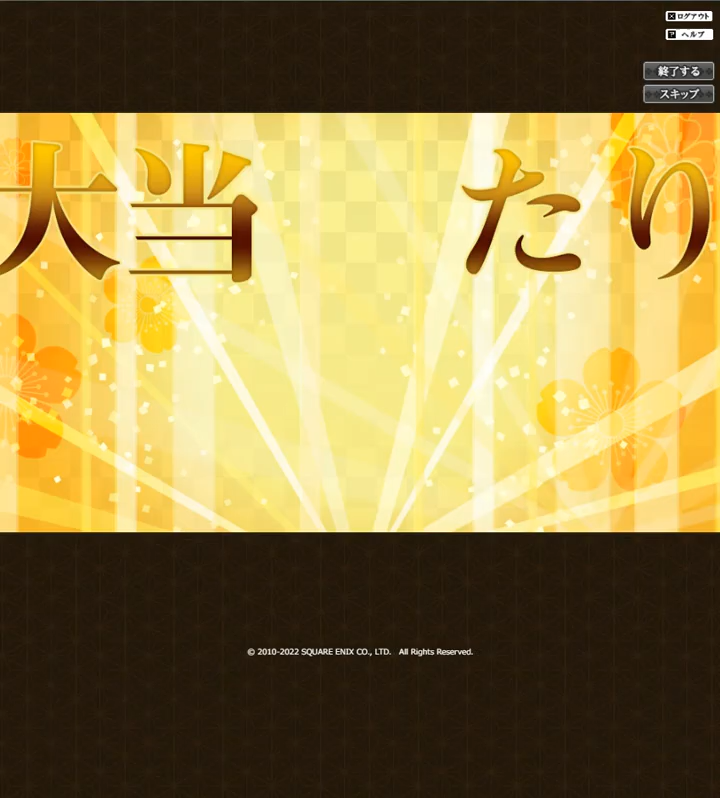 ログアウト
ヘルプ
終了する
スキップ
大当たり
© 2010-2022 SQUARE ENIX CO., LTD. All Rights Reserved.